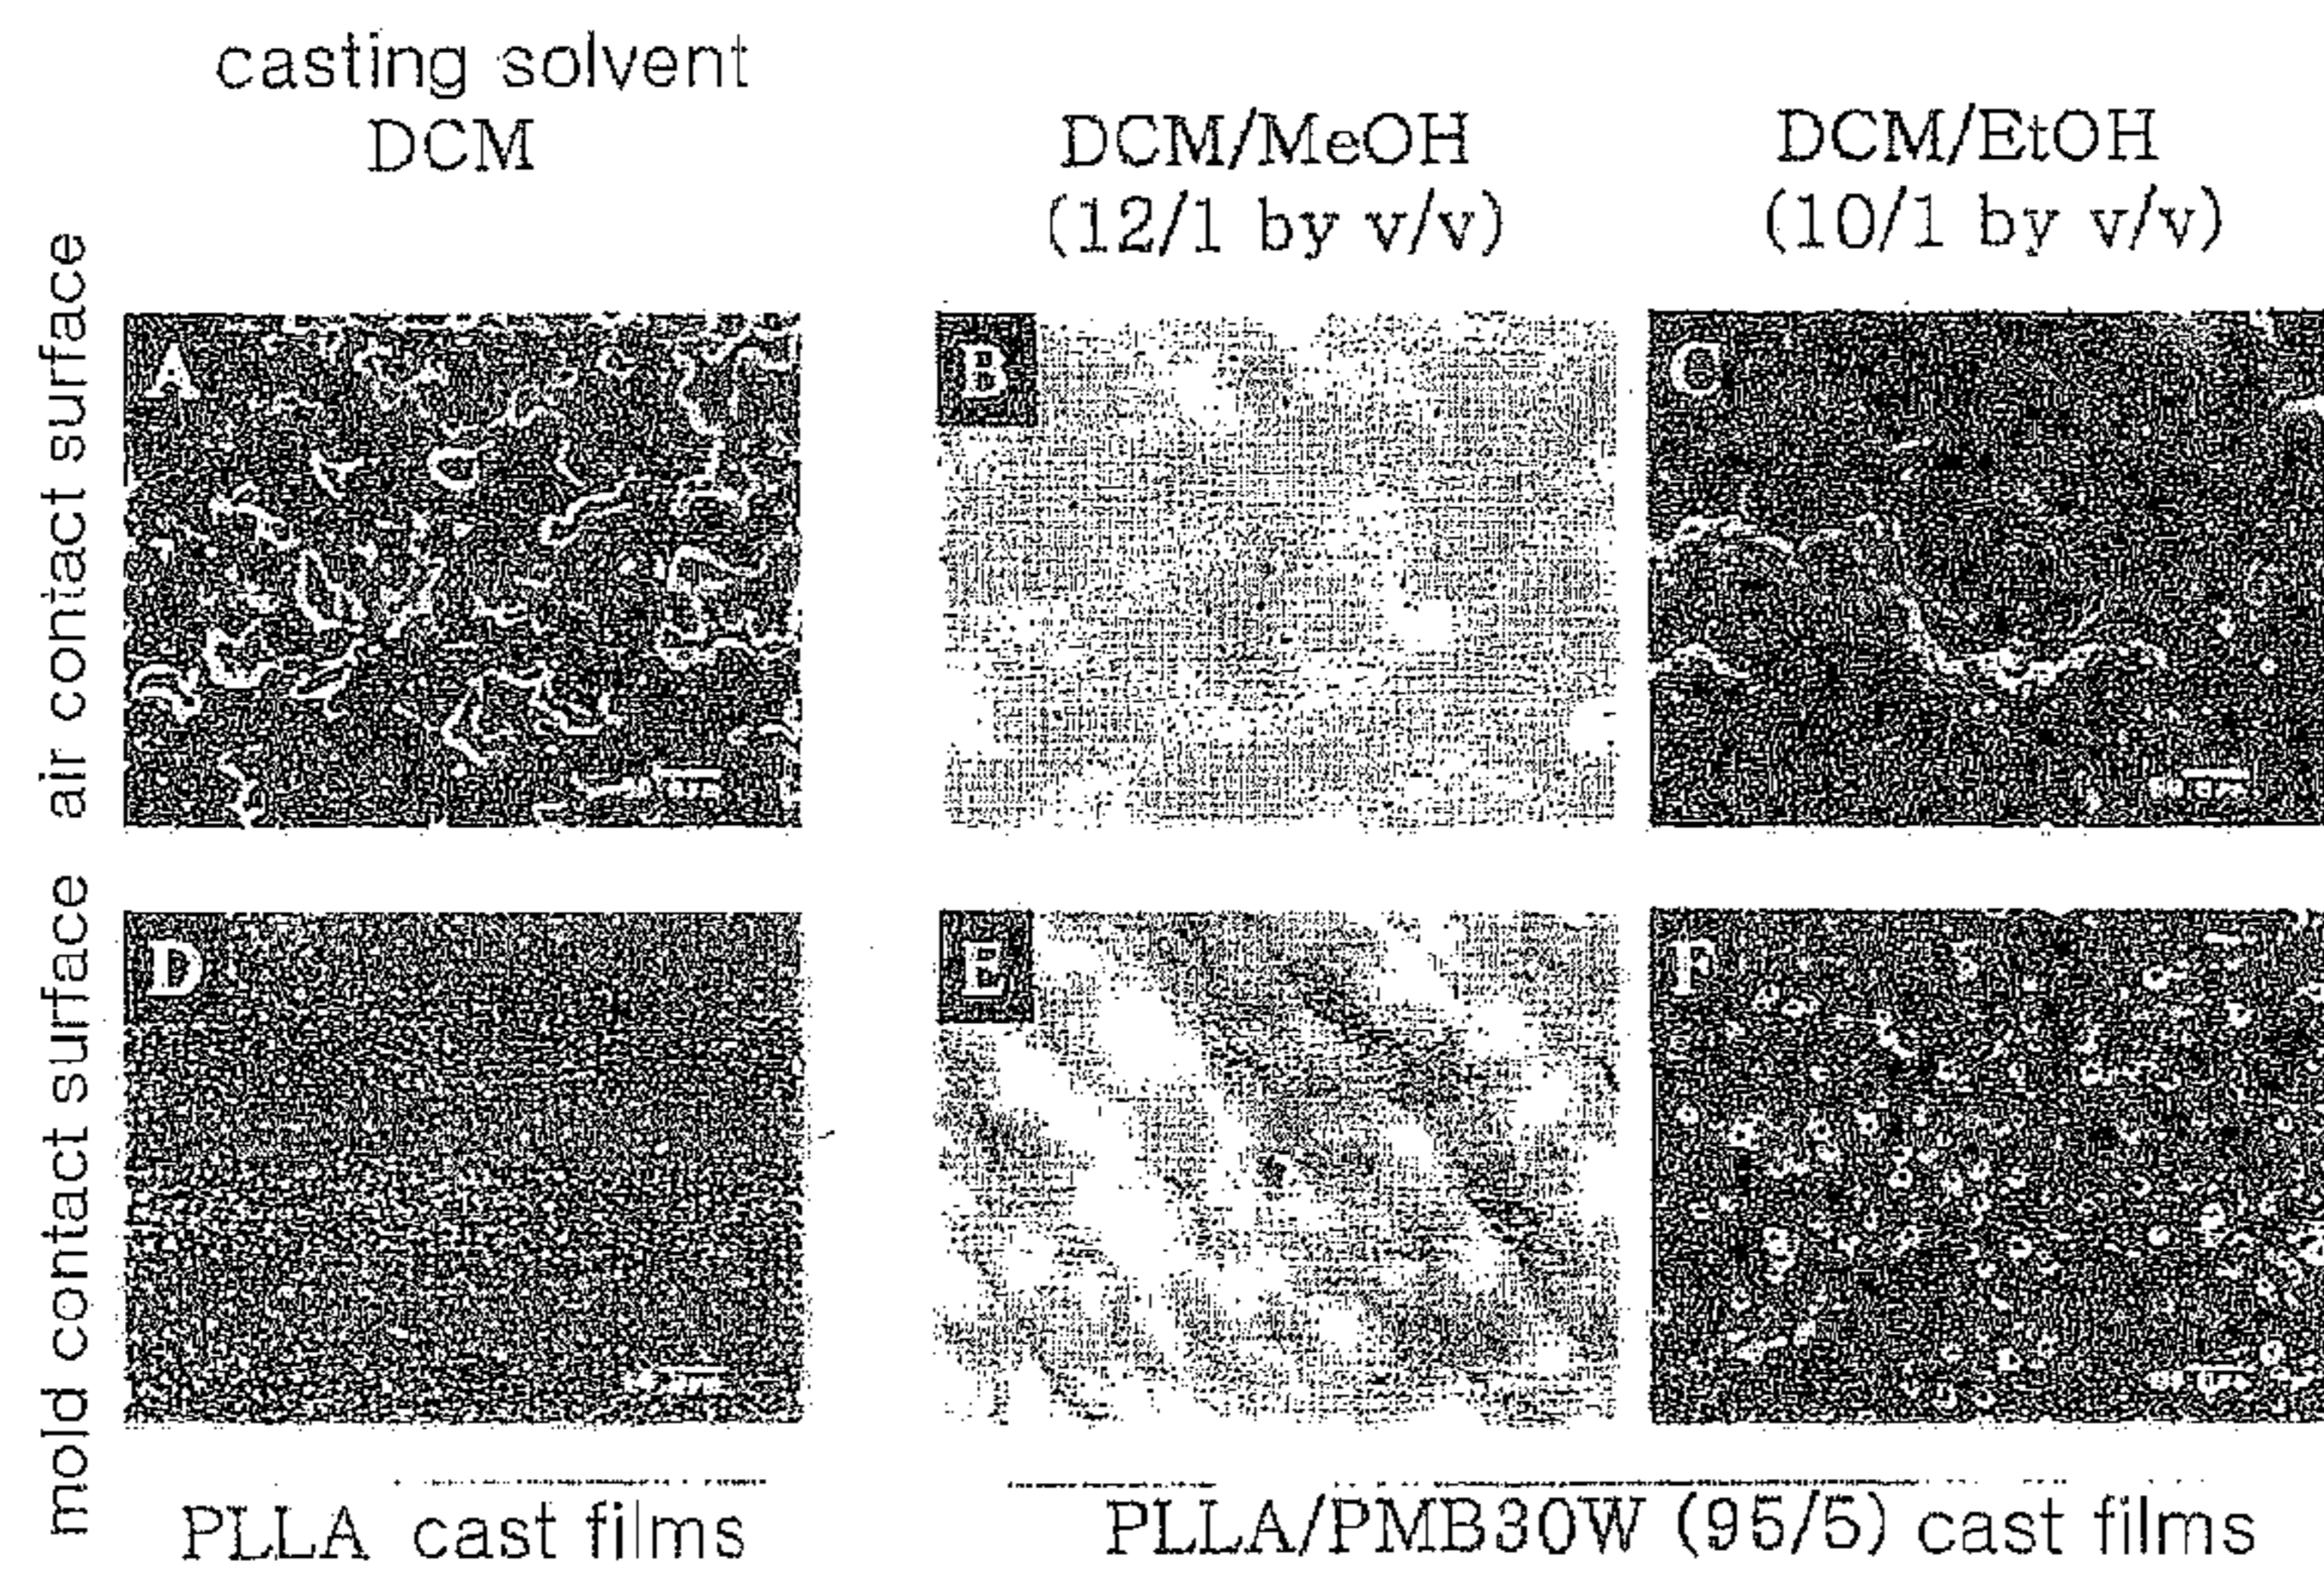 casting solvent
DCM
DCM/MeOH
(12/1 by v/v)
DCM/EtOH
(10/1 by v/v)
air contact surface
A
B
C
mold contact surface
D
E
F
PLLA cast films
PLLA/PMB30W (95/5) cast films